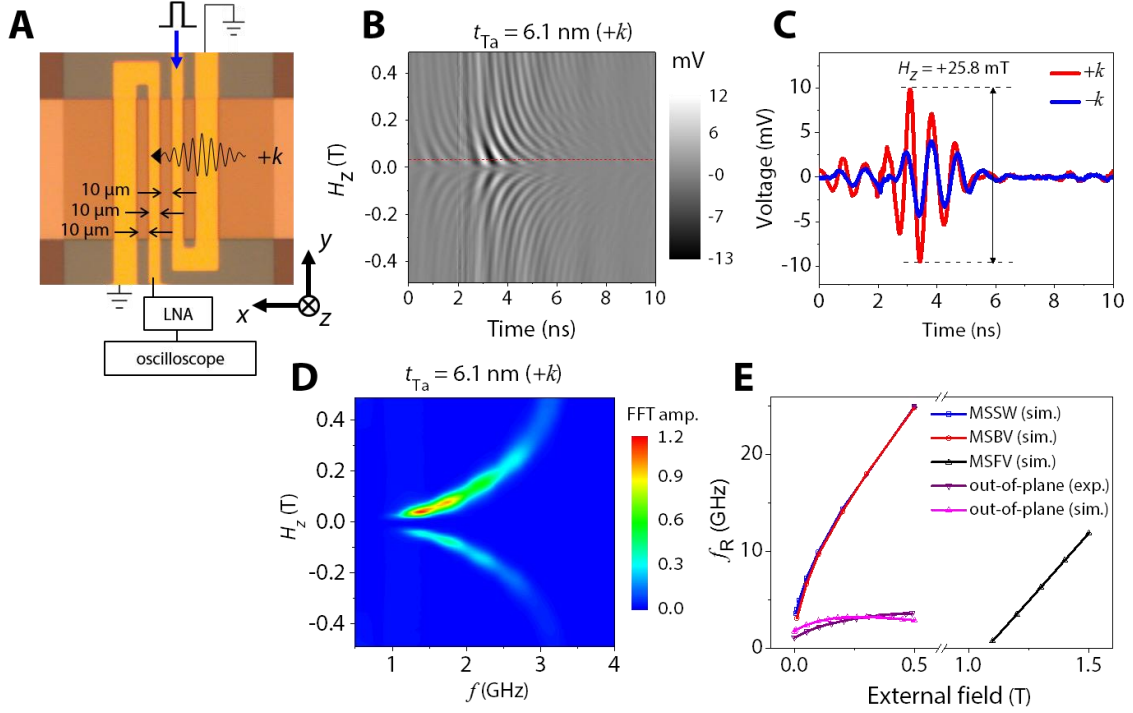 A
+k
10 µm
10 µm
10 µm
LNA
oscilloscope
y
x
z
B
t_Ta = 6.1 nm (+k)
mV
12
6
-0
-7
-13
H_Z (T)
0.4
0.2
0.0
-0.2
-0.4
0 2 4 6 8 10
Time (ns)
C
H_z = +25.8 mT
+k
–k
Voltage (mV)
10
5
0
-5
-10
0 2 4 6 8 10
Time (ns)
D
t_Ta = 6.1 nm (+k)
FFT amp.
1.2
0.9
0.6
0.3
0.0
H_z (T)
0.4
0.2
0.0
-0.2
-0.4
1 2 3 4
f (GHz)
E
MSSW (sim.)
MSBV (sim.)
MSFV (sim.)
out-of-plane (exp.)
out-of-plane (sim.)
f_R (GHz)
20
10
0
0.0 0.5 1.0 1.5
External field (T)